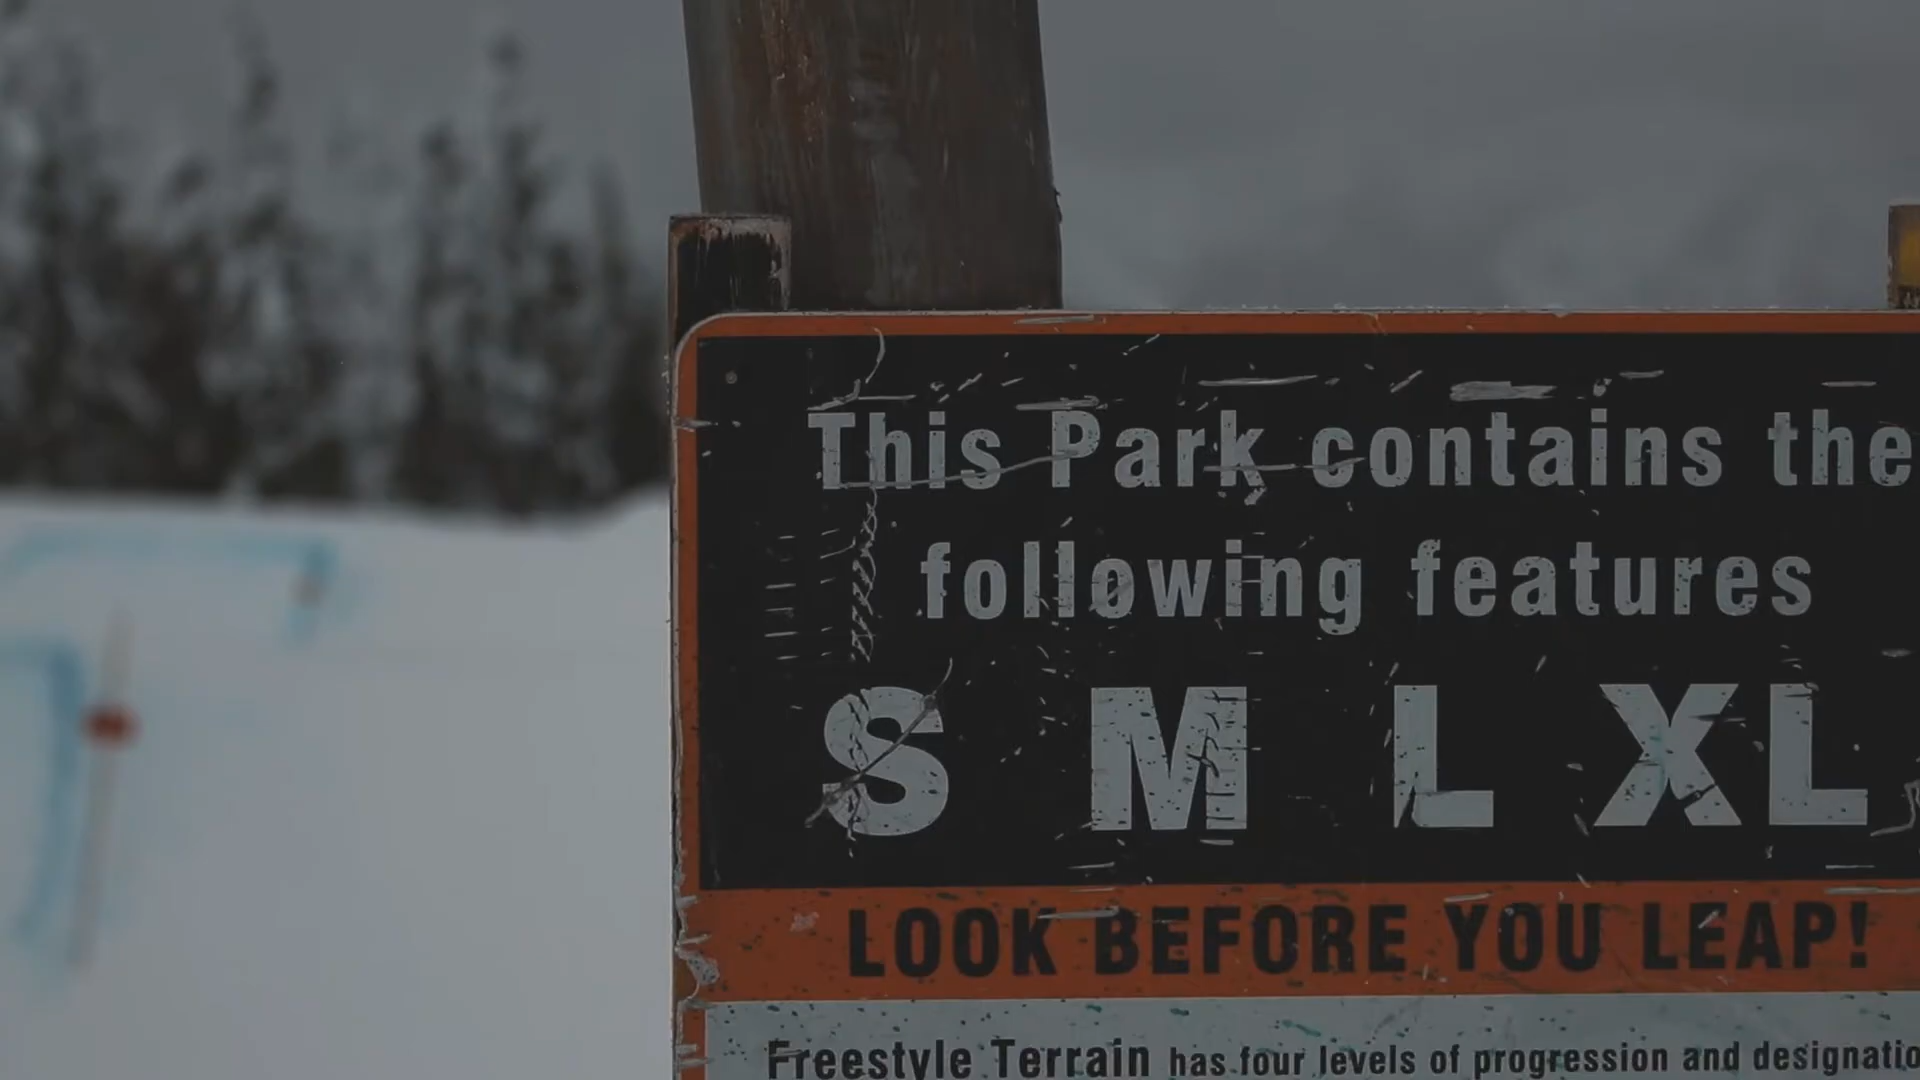 This Park contains the
following features
S M L XL
LOOK BEFORE YOU LEAP!
Freestyle Terrain has four levels of progression and designatio